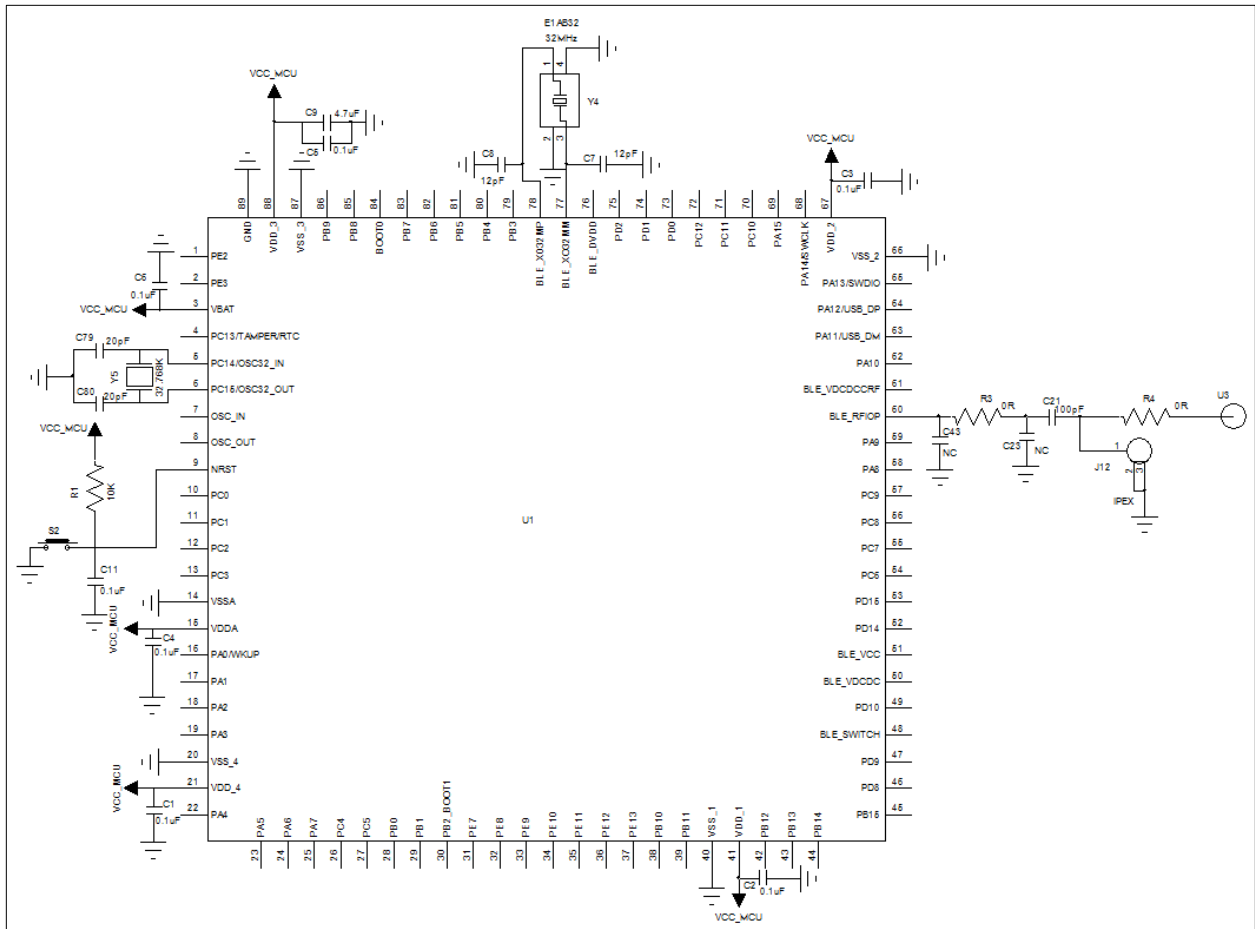 E1AB32
32MHz
1
4
Y4
2
3
C8
12pF
C7
12pF
VCC_MCU
C9
4.7uF
C5
0.1uF
VCC_MCU
C3
0.1uF
89
88
87
86
85
84
83
82
81
80
79
78
77
76
75
74
73
72
71
70
69
68
67
GND
VDD_3
VSS_3
PB9
PB8
BOOT0
PB7
PB6
PB5
PB4
PB3
BLE_XO32MP
BLE_XO32MM
BLE_DVDD
PD2
PD1
PD0
PC12
PC11
PC10
PA15
PA14/SWCLK
VDD_2
C6
0.1uF
VCC_MCU
C79
20pF
Y5
32.768K
C80
20pF
VCC_MCU
R1
10K
S2
C11
0.1uF
VCC_MCU
C4
0.1uF
VCC_MCU
C1
0.1uF
1 PE2
2 PE3
3 VBAT
4 PC13/TAMPER/RTC
5 PC14/OSC32_IN
6 PC15/OSC32_OUT
7 OSC_IN
8 OSC_OUT
9 NRST
10 PC0
11 PC1
12 PC2
13 PC3
14 VSSA
15 VDDA
16 PA0/WKUP
17 PA1
18 PA2
19 PA3
20 VSS_4
21 VDD_4
22 PA4
U1
VSS_2 66
PA13/SWDIO 65
PA12/USB_DP 64
PA11/USB_DM 63
PA10 62
BLE_VDCDCCRF 61
BLE_RFIOP 60
PA9 59
PA8 58
PC9 57
PC8 56
PC7 55
PC6 54
PD15 53
PD14 52
BLE_VCC 51
BLE_VDCDC 50
PD10 49
BLE_SWITCH 48
PD9 47
PD8 46
PB15 45
C43
NC
R3
0R
C23
NC
C21
100pF
R4
0R
U3
1
J12
2
3
IPEX
PA5
PA6
PA7
PC4
PC5
PB0
PB1
PB2_BOOT1
PE7
PE8
PE9
PE10
PE11
PE12
PE13
PB10
PB11
VSS_1
VDD_1
PB12
PB13
PB14
23
24
25
26
27
28
29
30
31
32
33
34
35
36
37
38
39
40
41
42
43
44
C2
0.1uF
VCC_MCU